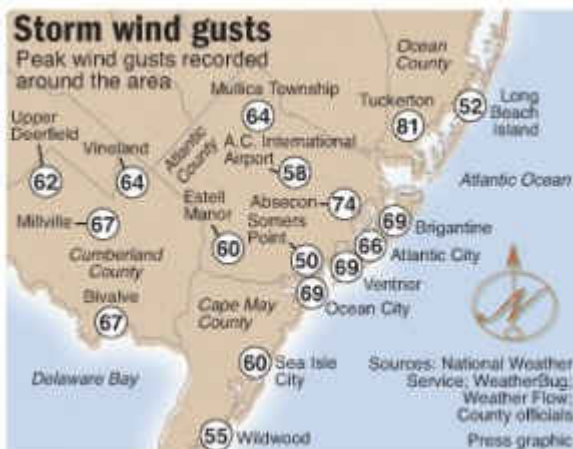 Storm wind gusts
Peak wind gusts recorded
around the area
Ocean
County
Mullica Township
64
Tuckerton
81
52
Long
Beach
Island
Upper
Deerfield
62
Vineland
64
Atlantic
County
A.C. International
Airport
58
Atlantic Ocean
Millville
67
Estell
Manor
60
Absecon
74
Somers
Point
50
69
Brigantine
66
Atlantic City
69
Ventnor
69
Ocean City
Cumberland
County
Bivalve
67
Cape May
County
N
Delaware Bay
60
Sea Isle
City
55
Wildwood
Sources: National Weather
Service; WeatherBug;
Weather Flow;
County officials
Press graphic